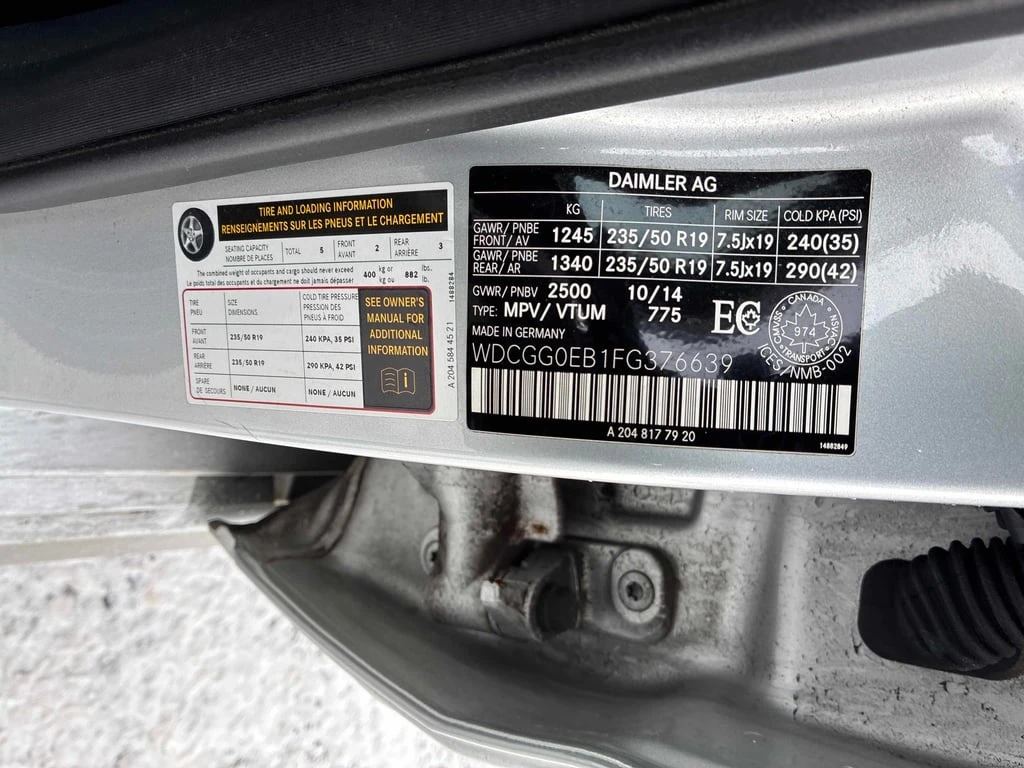 TIRE AND LOADING INFORMATION
RENSEIGNEMENTS SUR LES PNEUS ET LE CHARGEMENT
SEATING CAPACITY
NOMBRE DE PLACES
TOTAL 5
FRONT
AVANT
2
REAR
ARRIÈRE
3
The combined weight of occupants and cargo should never exceed
Le poids total des occupants et du chargement ne doit jamais dépasser
400 kg or
kg ou
882 lbs.
lb.
TIRE
PNEU
SIZE
DIMENSIONS
COLD TIRE PRESSURE
PRESSION DES
PNEUS À FROID
FRONT
AVANT
235/50 R19
240 KPA, 35 PSI
REAR
ARRIÈRE
235/50 R19
290 KPA, 42 PSI
SPARE
DE SECOURS
NONE / AUCUN
NONE / AUCUN
SEE OWNER'S
MANUAL FOR
ADDITIONAL
INFORMATION
A 204 584 45 21
1488284
DAIMLER AG
KG TIRES RIM SIZE COLD KPA(PSI)
GAWR/ PNBE
FRONT/ AV
1245 235/50 R19 7.5Jx19 240(35)
GAWR/ PNBE
REAR/ AR
1340 235/50 R19 7.5Jx19 290(42)
GVWR/ PNBV 2500 10/14
TYPE: MPV/ VTUM 775
MADE IN GERMANY
EC
CANADA
CMVSS
NSVAC
974
TRANSPORT
ICES/NMB-002
WDCGG0EB1FG376639
A 204 817 79 20
14882849